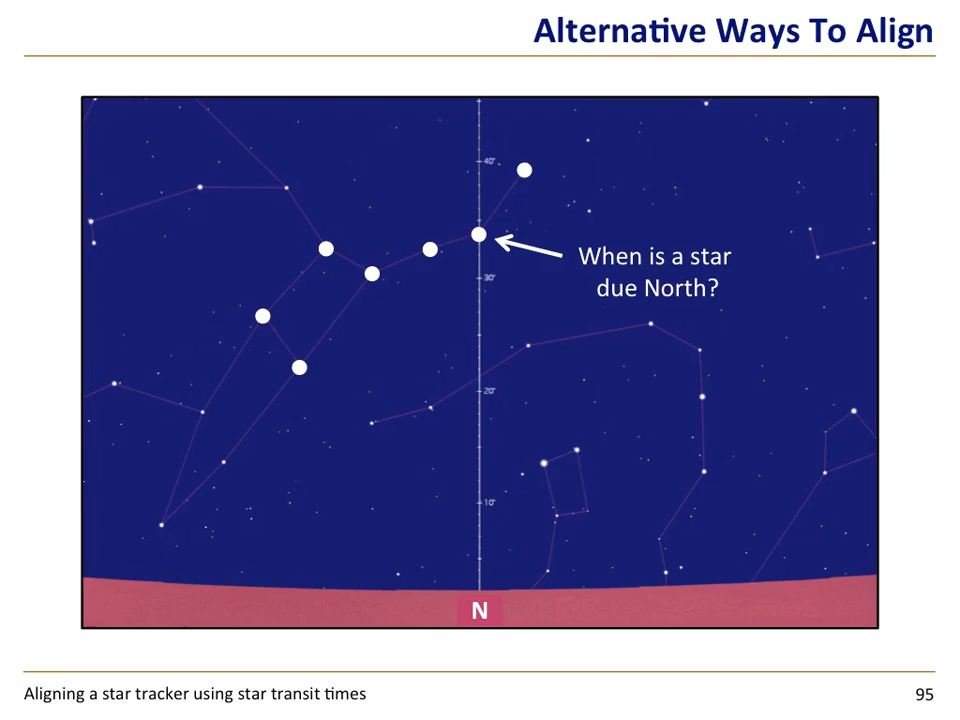 Alternative Ways To Align
40°
When is a star
due North?
30°
20°
10°
N
Aligning a star tracker using star transit times
95